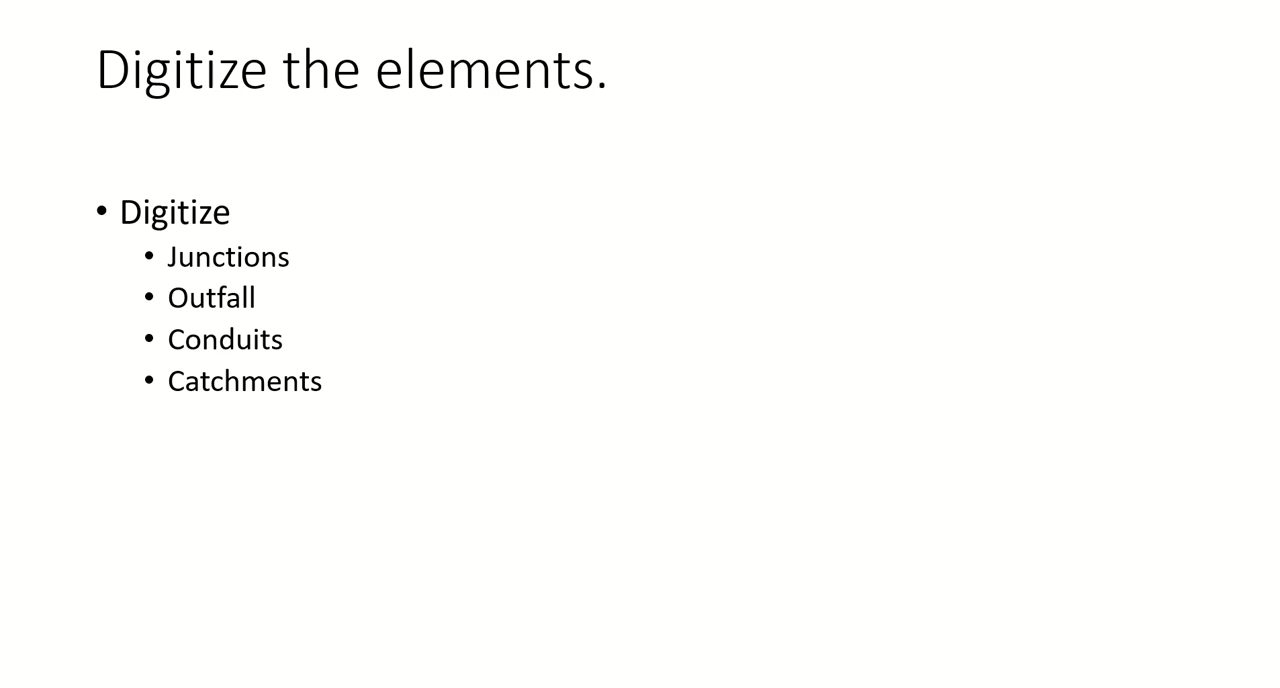 Digitize the elements.
• Digitize
• Junctions
• Outfall
• Conduits
• Catchments